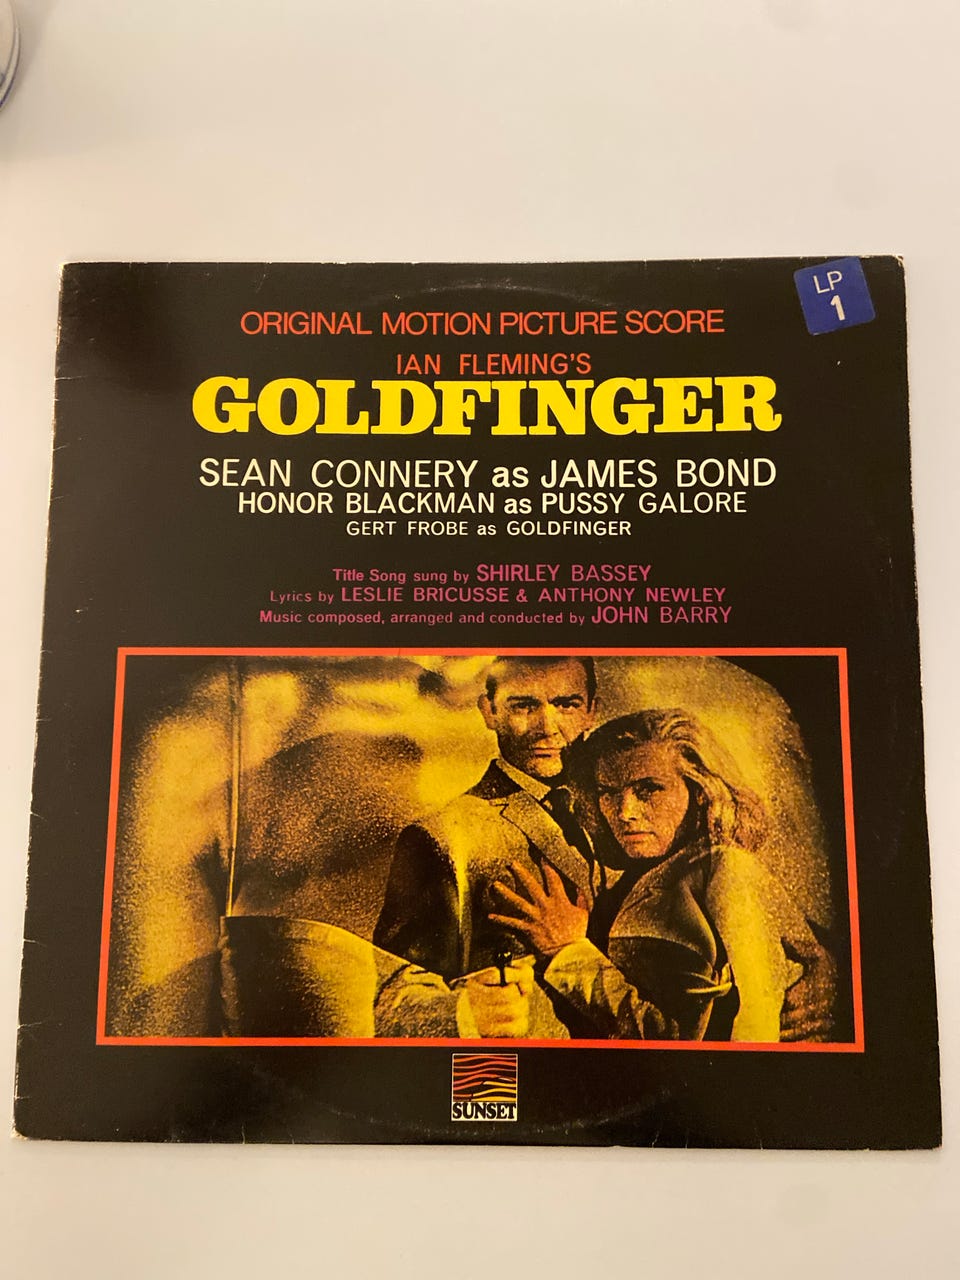 LP
1
ORIGINAL MOTION PICTURE SCORE
IAN FLEMING'S
GOLDFINGER
SEAN CONNERY as JAMES BOND
HONOR BLACKMAN as PUSSY GALORE
GERT FROBE as GOLDFINGER
Title Song sung by SHIRLEY BASSEY
Lyrics by LESLIE BRICUSSE & ANTHONY NEWLEY
Music composed, arranged and conducted by JOHN BARRY
SUNSET